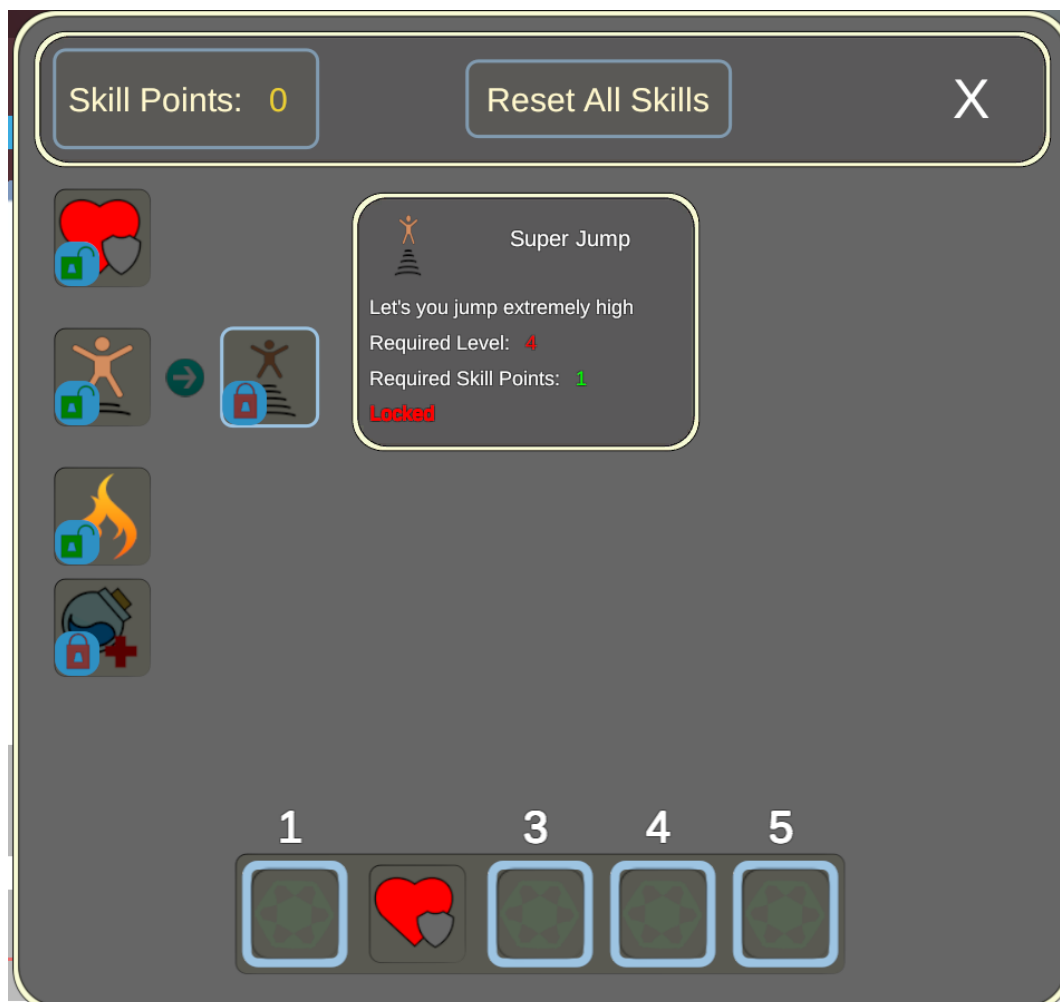 Skill Points: 0
Reset All Skills
X
Super Jump
Let's you jump extremely high
Required Level: 4
Required Skill Points: 1
Locked
1 3 4 5